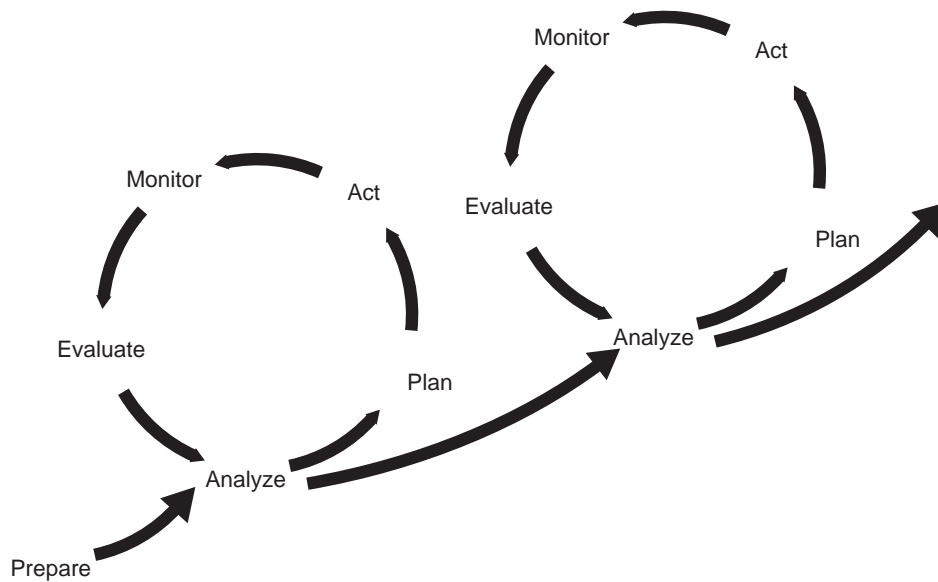 Monitor
Act
Evaluate
Plan
Analyze
Monitor
Act
Evaluate
Plan
Analyze
Prepare